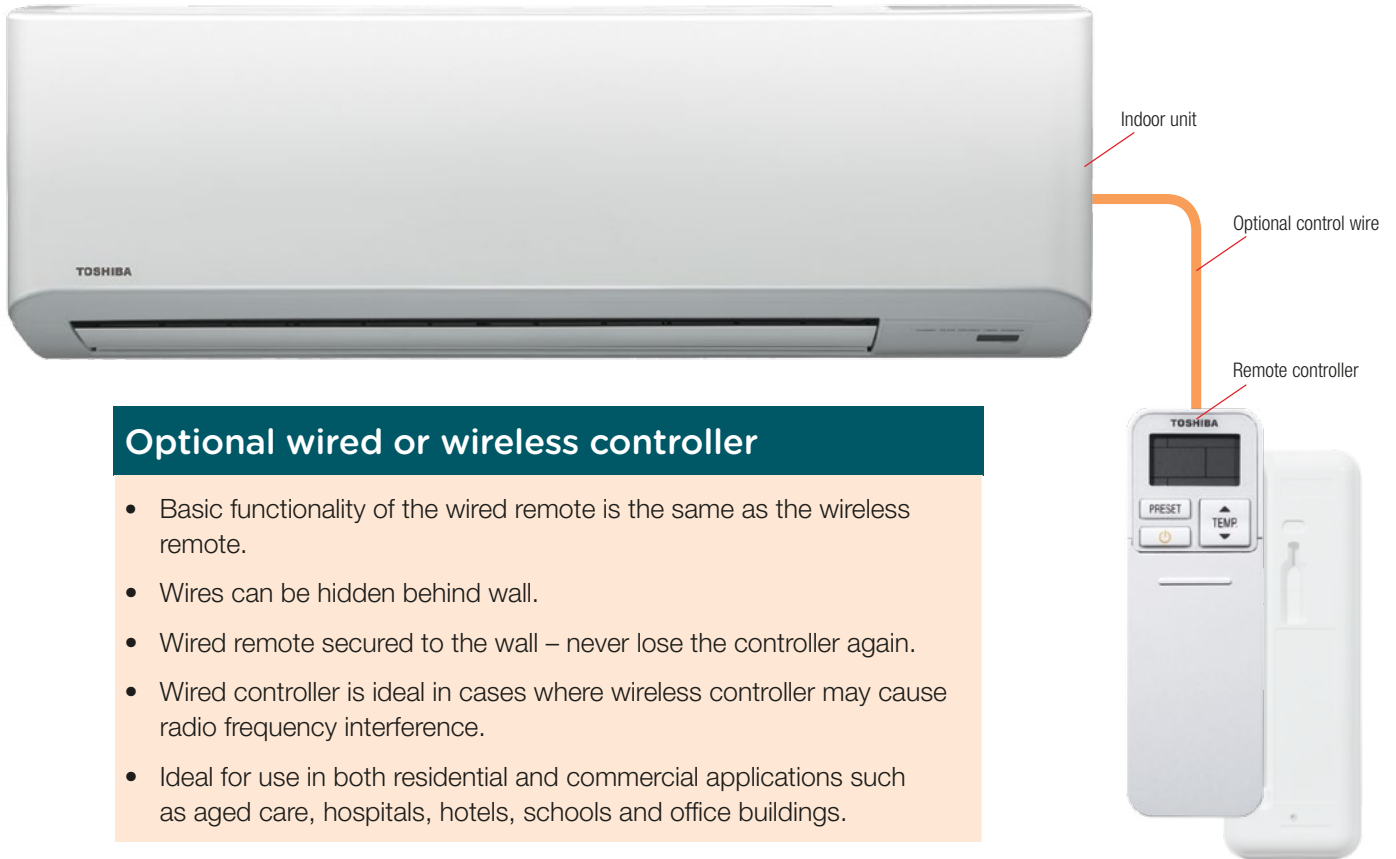 Indoor unit
Optional control wire
TOSHIBA
Remote controller
TOSHIBA
PRESET
TEMP.
Optional wired or wireless controller
• Basic functionality of the wired remote is the same as the wireless
remote.
• Wires can be hidden behind wall.
• Wired remote secured to the wall – never lose the controller again.
• Wired controller is ideal in cases where wireless controller may cause
radio frequency interference.
• Ideal for use in both residential and commercial applications such
as aged care, hospitals, hotels, schools and office buildings.